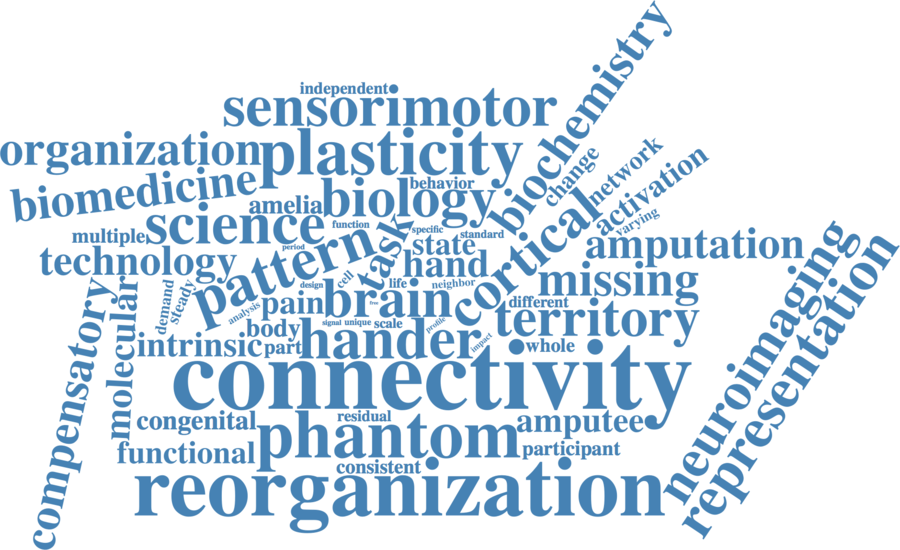 independent
sensorimotor
biochemistry
organization
plasticity
change
network
activation
biomedicine
behavior
amelia
biology
varying
multiple
science
function
task
specific
standard
cortical
amputation
technology
pattern
period
state
hand
missing
neuroimaging
representation
compensatory
molecular
demand
steady
design
cell
life
neighbor
analysis
pain
brain
free
different
territory
body
signal
unique
scale
profile
intrinsic
part
hander
impact
whole
connectivity
congenital
residual
phantom
amputee
functional
consistent
participant
reorganization